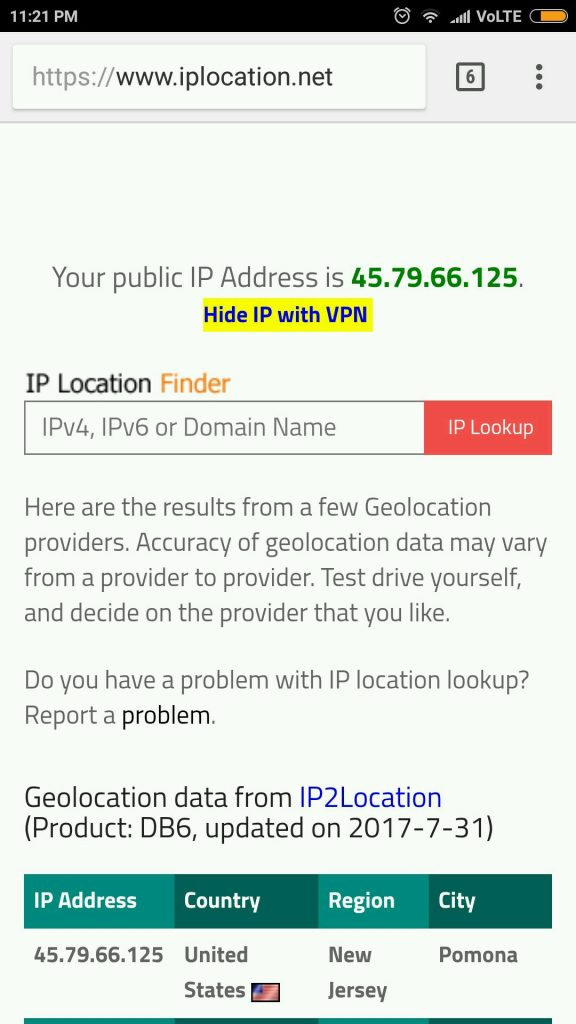 11:21 PM VoLTE
https://www.iplocation.net 6
Your public IP Address is 45.79.66.125.
Hide IP with VPN
IP Location Finder
IPv4, IPv6 or Domain Name IP Lookup
Here are the results from a few Geolocation
providers. Accuracy of geolocation data may vary
from a provider to provider. Test drive yourself,
and decide on the provider that you like.
Do you have a problem with IP location lookup?
Report a problem.
Geolocation data from IP2Location
(Product: DB6, updated on 2017-7-31)
IP Address Country Region City
45.79.66.125 United New Pomona
States Jersey